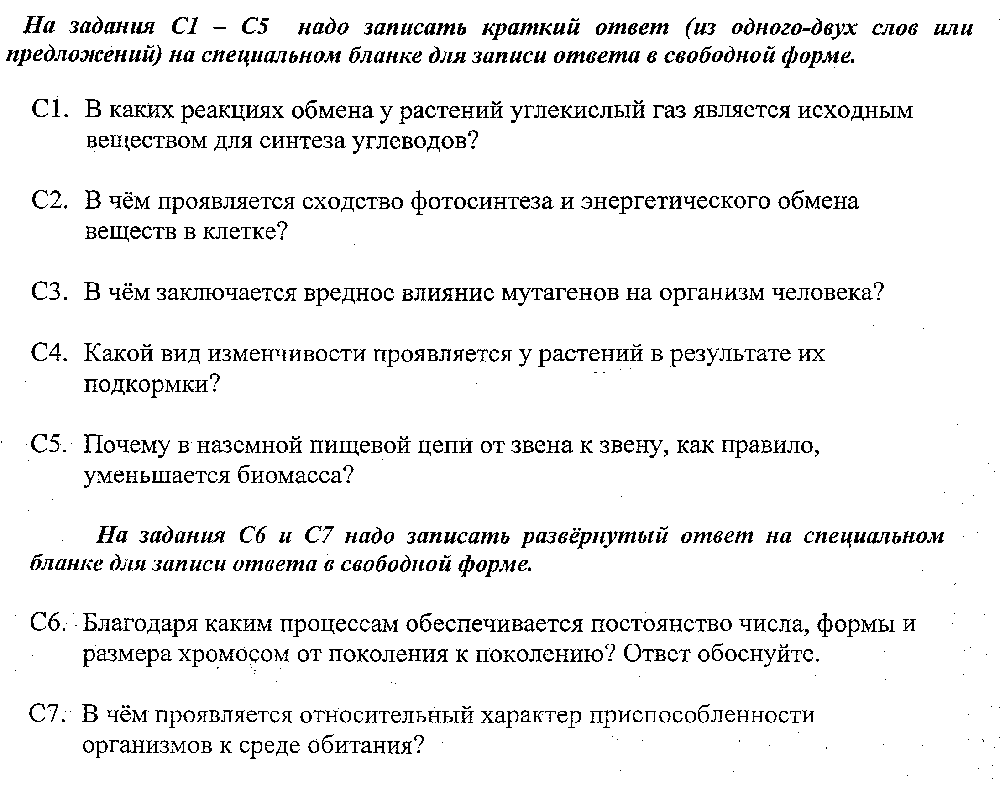 На задания С1 – С5 надо записать краткий ответ (из одного-двух слов или
предложений) на специальном бланке для записи ответа в свободной форме.
С1. В каких реакциях обмена у растений углекислый газ является исходным
веществом для синтеза углеводов?
С2. В чём проявляется сходство фотосинтеза и энергетического обмена
веществ в клетке?
С3. В чём заключается вредное влияние мутагенов на организм человека?
С4. Какой вид изменчивости проявляется у растений в результате их
подкормки?
С5. Почему в наземной пищевой цепи от звена к звену, как правило,
уменьшается биомасса?
На задания С6 и С7 надо записать развёрнутый ответ на специальном
бланке для записи ответа в свободной форме.
С6. Благодаря каким процессам обеспечивается постоянство числа, формы и
размера хромосом от поколения к поколению? Ответ обоснуйте.
С7. В чём проявляется относительный характер приспособленности
организмов к среде обитания?